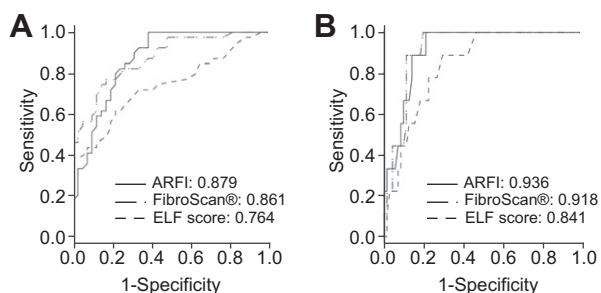 A
Sensitivity
1.0
0.8
0.6
0.4
0.2
0.0
ARFI: 0.879
FibroScan®: 0.861
ELF score: 0.764
0.0 0.2 0.4 0.6 0.8 1.0
1-Specificity
B
Sensitivity
1.0
0.8
0.6
0.4
0.2
0.0
ARFI: 0.936
FibroScan®: 0.918
ELF score: 0.841
0.0 0.2 0.4 0.6 0.8 1.0
1-Specificity